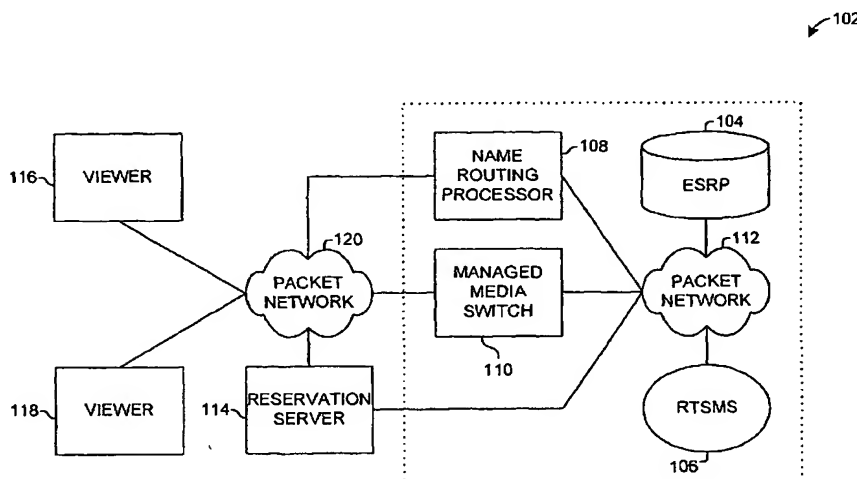 102
104
NAME
ROUTING
PROCESSOR
108
ESRP
116
VIEWER
120
PACKET
NETWORK
MANAGED
MEDIA
SWITCH
112
PACKET
NETWORK
110
118
VIEWER
114
RESERVATION
SERVER
RTSMS
106